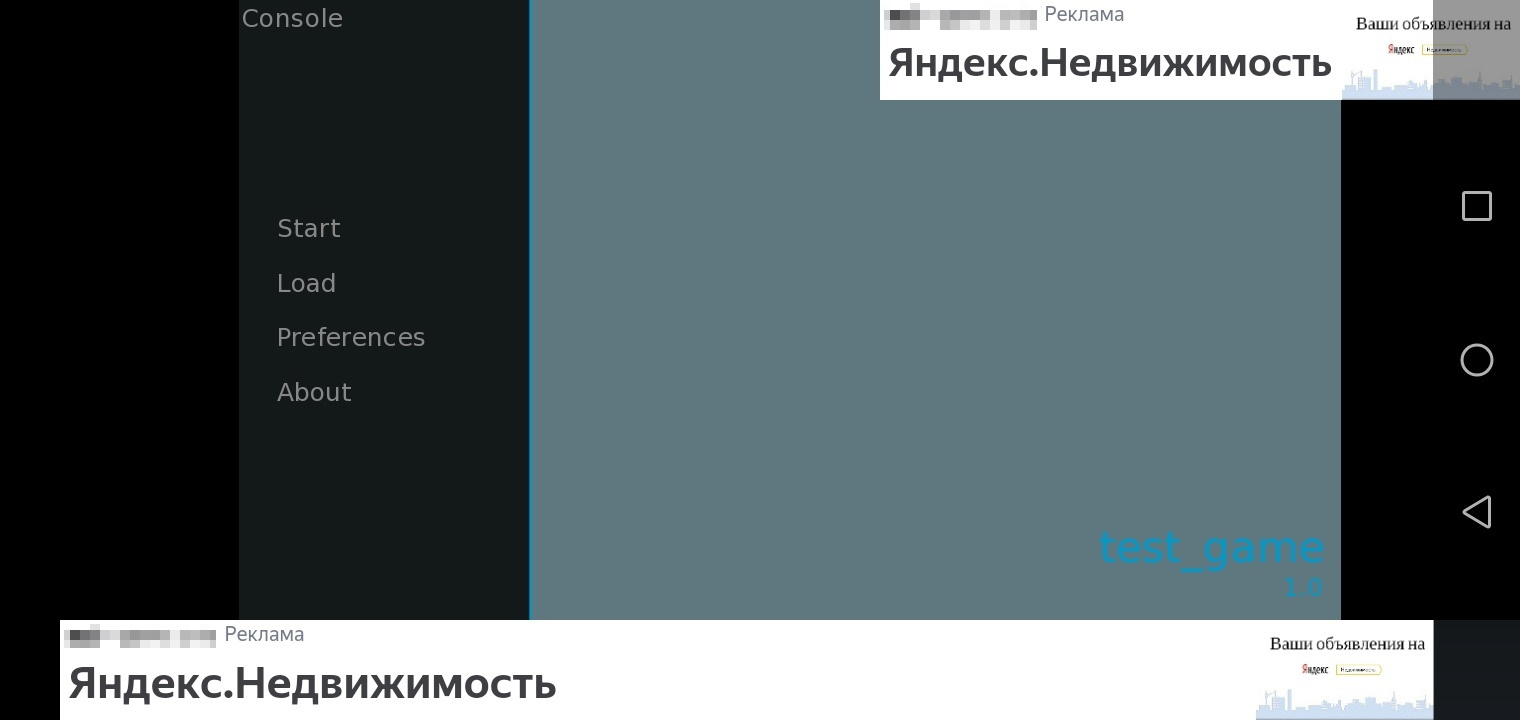 Console
Реклама
Яндекс.Недвижимость
Ваши объявления на
Яндекс Недвижимость
Start
Load
Preferences
About
test_game
1.0
Реклама
Яндекс.Недвижимость
Ваши объявления на
Яндекс Недвижимость